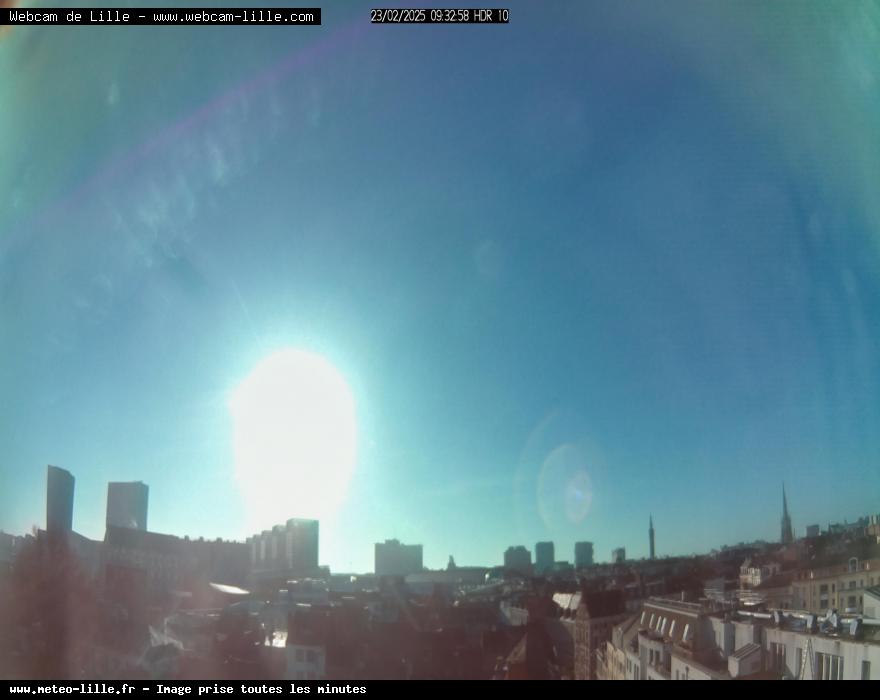 Webcam de Lille - www.webcam-lille.com
23/02/2025 09:32:58 HDR 10
www.meteo-lille.fr - Image prise toutes les minutes